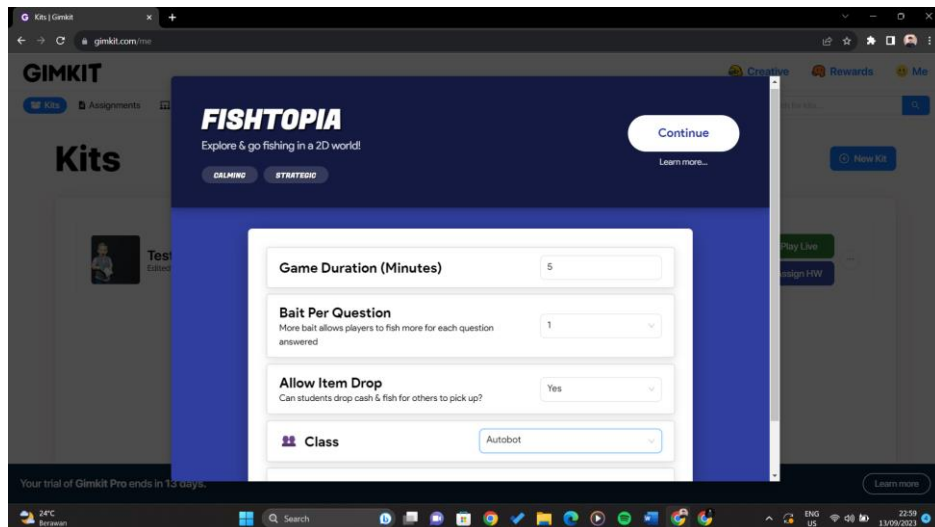 Kits | Gimkit
gimkit.com/me
GIMKIT
Creative
Rewards
Me
Kits
Assignments
Kits
New Kit
FISHTOPIA
Explore & go fishing in a 2D world!
CALMING
STRATEGIC
Continue
Learn more...
Test
Edited
Play Live
Assign HW
Game Duration (Minutes)
5
Bait Per Question
More bait allows players to fish more for each question
answered
1
Allow Item Drop
Can students drop cash & fish for others to pick up?
Yes
Class
Autobot
Your trial of Gimkit Pro ends in 13 days.
Learn more
24°C
Berawan
Search
ENG
US
22:59
13/09/2023